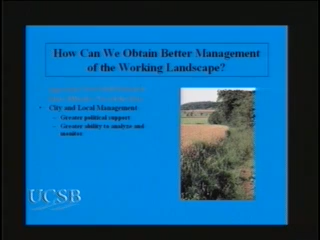 How Can We Obtain Better Management
of the Working Landscape?
• City and Local Management
– Greater political support
– Greater ability to analyze and
monitor
UCSB